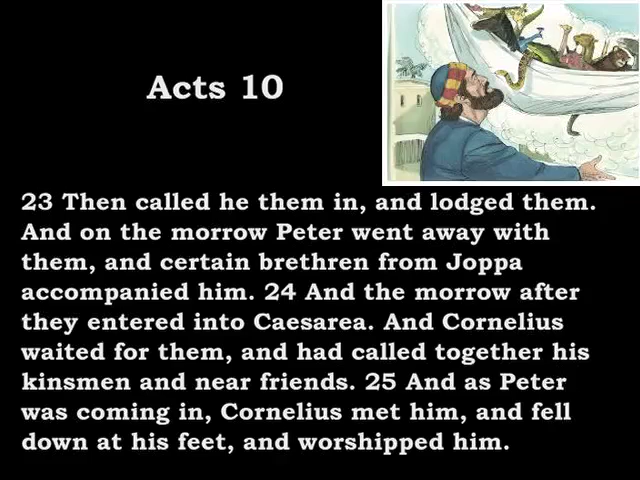 Acts 10
23 Then called he them in, and lodged them.
And on the morrow Peter went away with
them, and certain brethren from Joppa
accompanied him. 24 And the morrow after
they entered into Caesarea. And Cornelius
waited for them, and had called together his
kinsmen and near friends. 25 And as Peter
was coming in, Cornelius met him, and fell
down at his feet, and worshipped him.